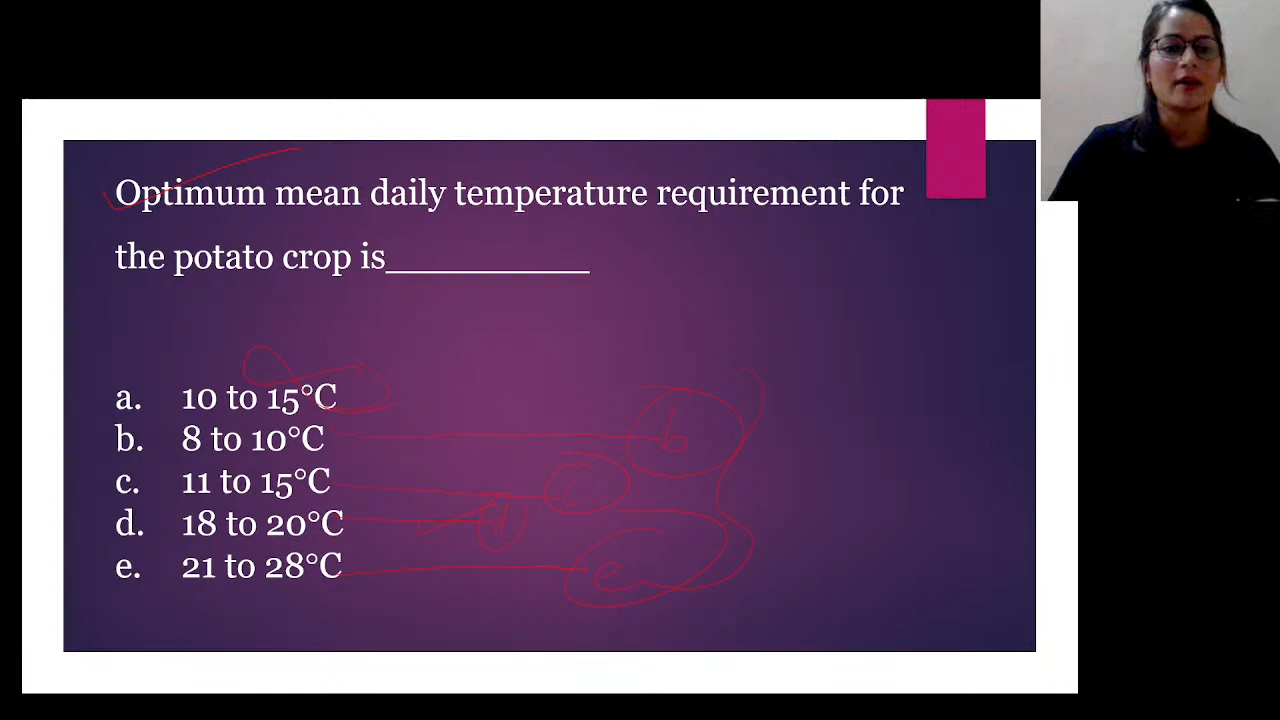 Optimum mean daily temperature requirement for
the potato crop is__________
a. 10 to 15°C
b. 8 to 10°C
c. 11 to 15°C
d. 18 to 20°C
e. 21 to 28°C
b
c
d
e